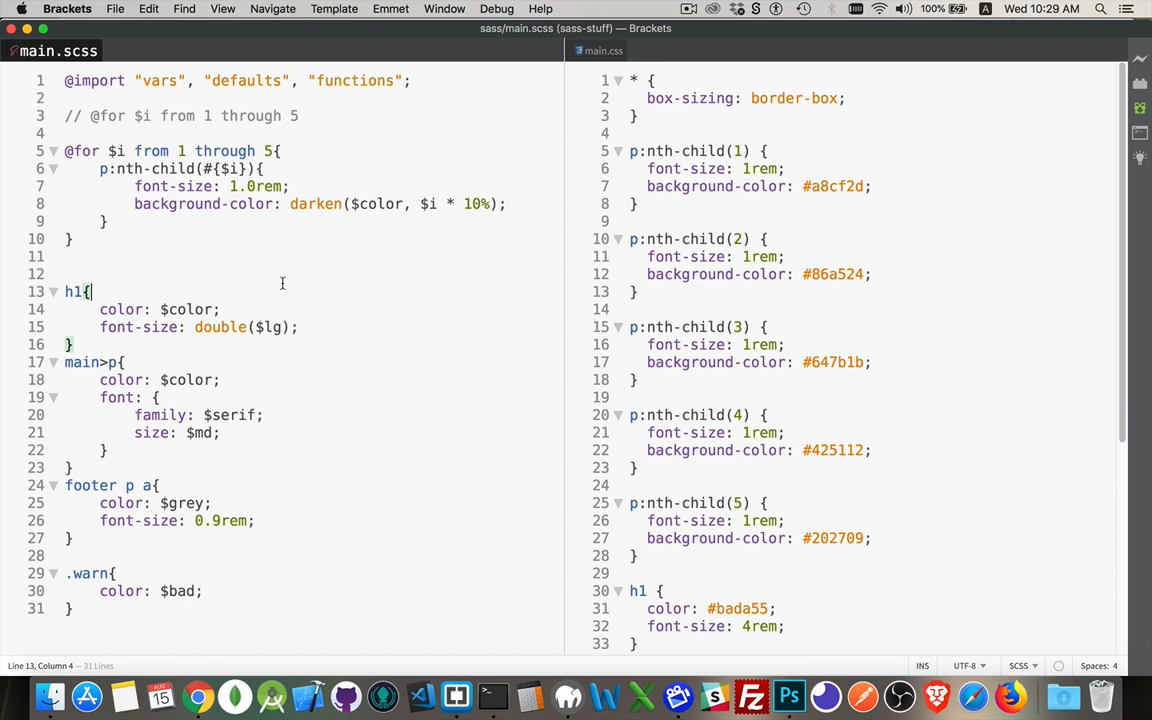 Brackets File Edit Find View Navigate Template Emmet Window Debug Help 100% A Wed 10:29 AM
sass/main.scss (sass-stuff) — Brackets
main.scss
main.css
1 @import "vars", "defaults", "functions";
2
3 // @for $i from 1 through 5
4
5 @for $i from 1 through 5{
6 p:nth-child(#{$i}){
7 font-size: 1.0rem;
8 background-color: darken($color, $i * 10%);
9 }
10 }
11
12
13 h1{
14 color: $color;
15 font-size: double($lg);
16 }
17 main>p{
18 color: $color;
19 font: {
20 family: $serif;
21 size: $md;
22 }
23 }
24 footer p a{
25 color: $grey;
26 font-size: 0.9rem;
27 }
28
29 .warn{
30 color: $bad;
31 }
1 * {
2 box-sizing: border-box;
3 }
4
5 p:nth-child(1) {
6 font-size: 1rem;
7 background-color: #a8cf2d;
8 }
9
10 p:nth-child(2) {
11 font-size: 1rem;
12 background-color: #86a524;
13 }
14
15 p:nth-child(3) {
16 font-size: 1rem;
17 background-color: #647b1b;
18 }
19
20 p:nth-child(4) {
21 font-size: 1rem;
22 background-color: #425112;
23 }
24
25 p:nth-child(5) {
26 font-size: 1rem;
27 background-color: #202709;
28 }
29
30 h1 {
31 color: #bada55;
32 font-size: 4rem;
33 }
Line 13, Column 4 — 31 Lines
INS UTF-8 SCSS Spaces: 4
AUG
15